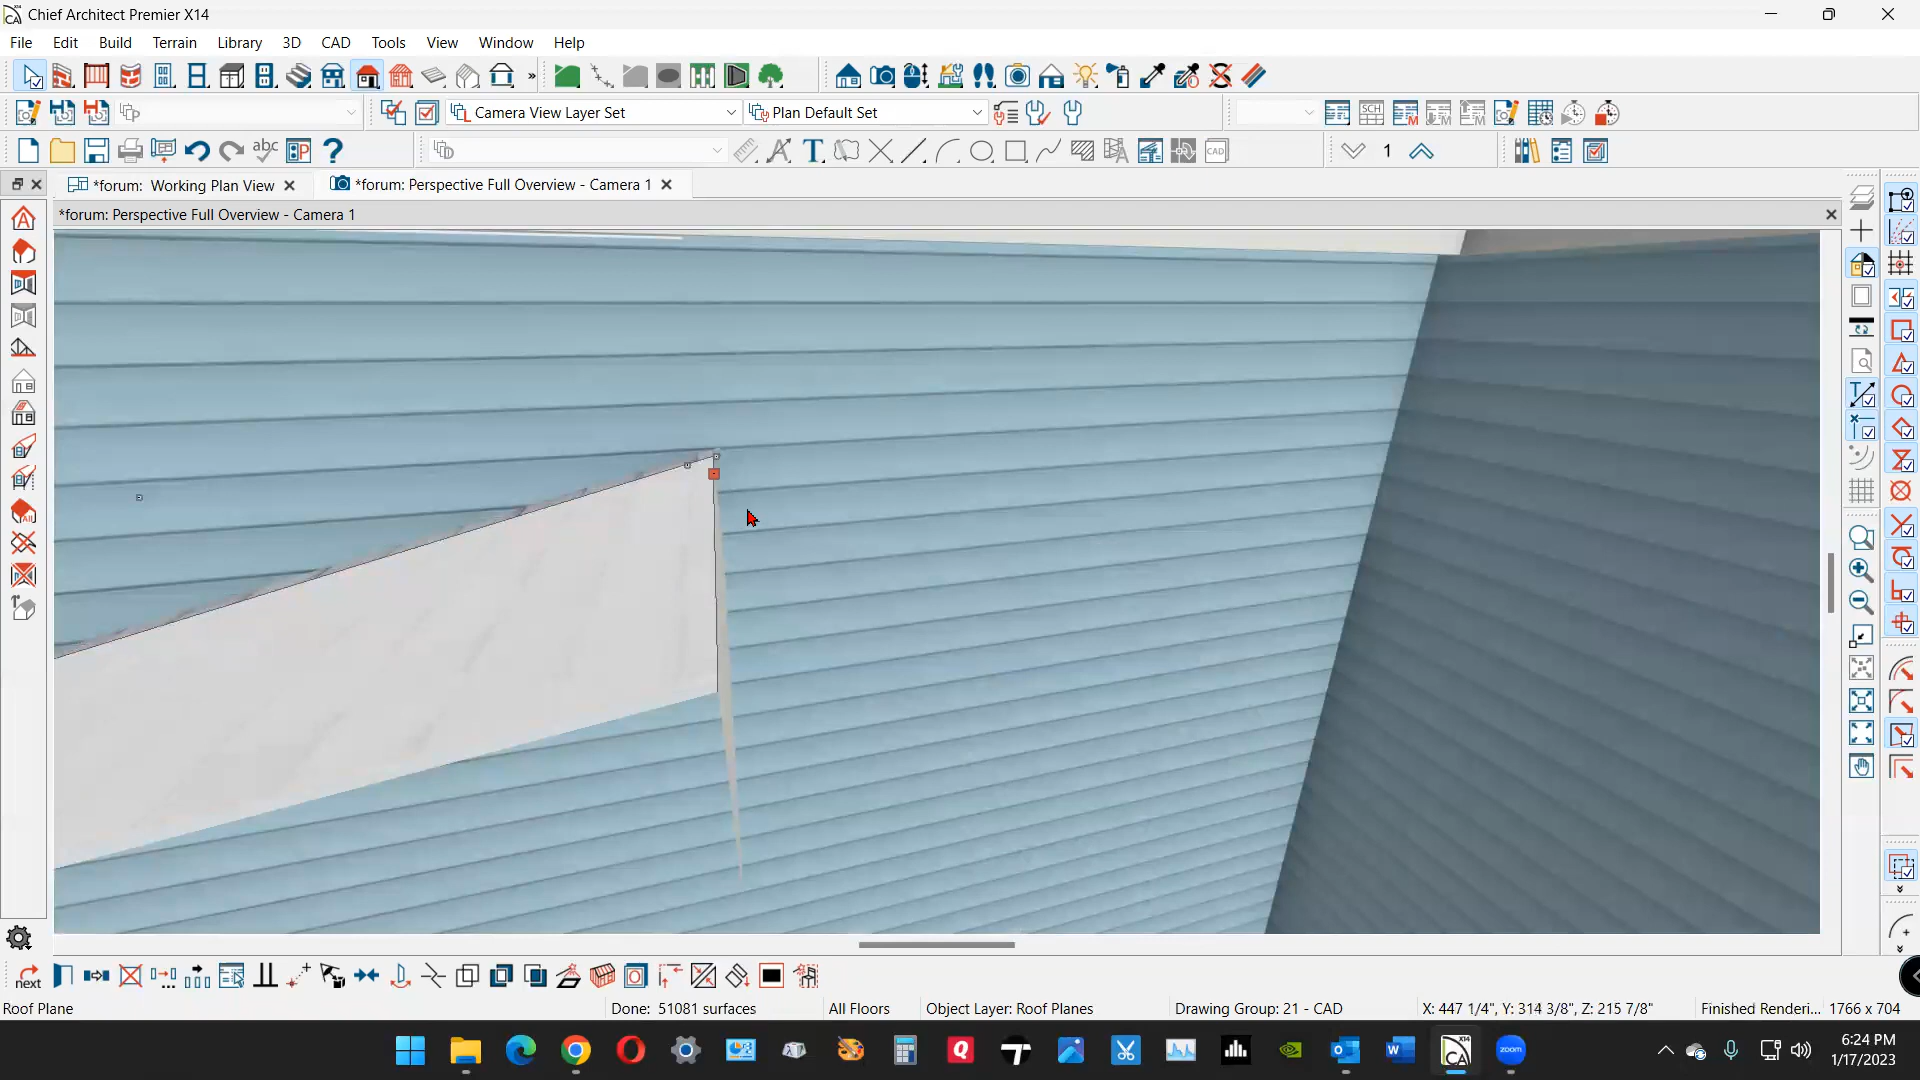 Chief Architect Premier X14
File Edit Build Terrain Library 3D CAD Tools View Window Help
Camera View Layer Set Plan Default Set
1
*forum: Working Plan View *forum: Perspective Full Overview - Camera 1
*forum: Perspective Full Overview - Camera 1
next
Roof Plane Done: 51081 surfaces All Floors Object Layer: Roof Planes Drawing Group: 21 - CAD X: 447 1/4", Y: 314 3/8", Z: 215 7/8" Finished Renderi... 1766 x 704
6:24 PM
1/17/2023